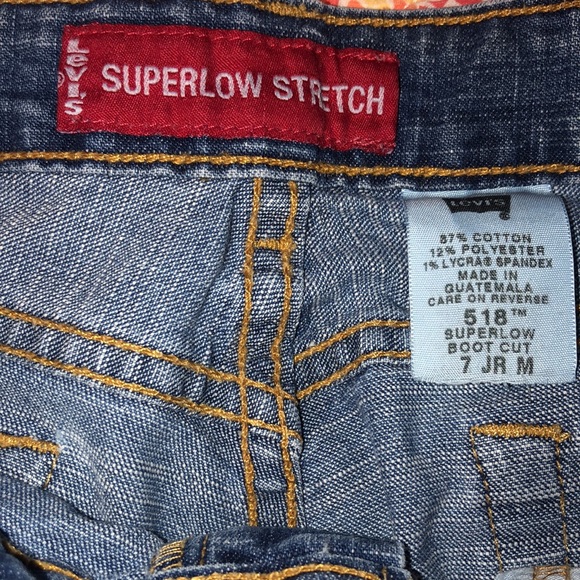 Levi's
®
SUPERLOW STRETCH
Levi's
87% COTTON
12% POLYESTER
1% LYCRA® SPANDEX
MADE IN
GUATEMALA
CARE ON REVERSE
518™
SUPERLOW
BOOT CUT
7 JR M